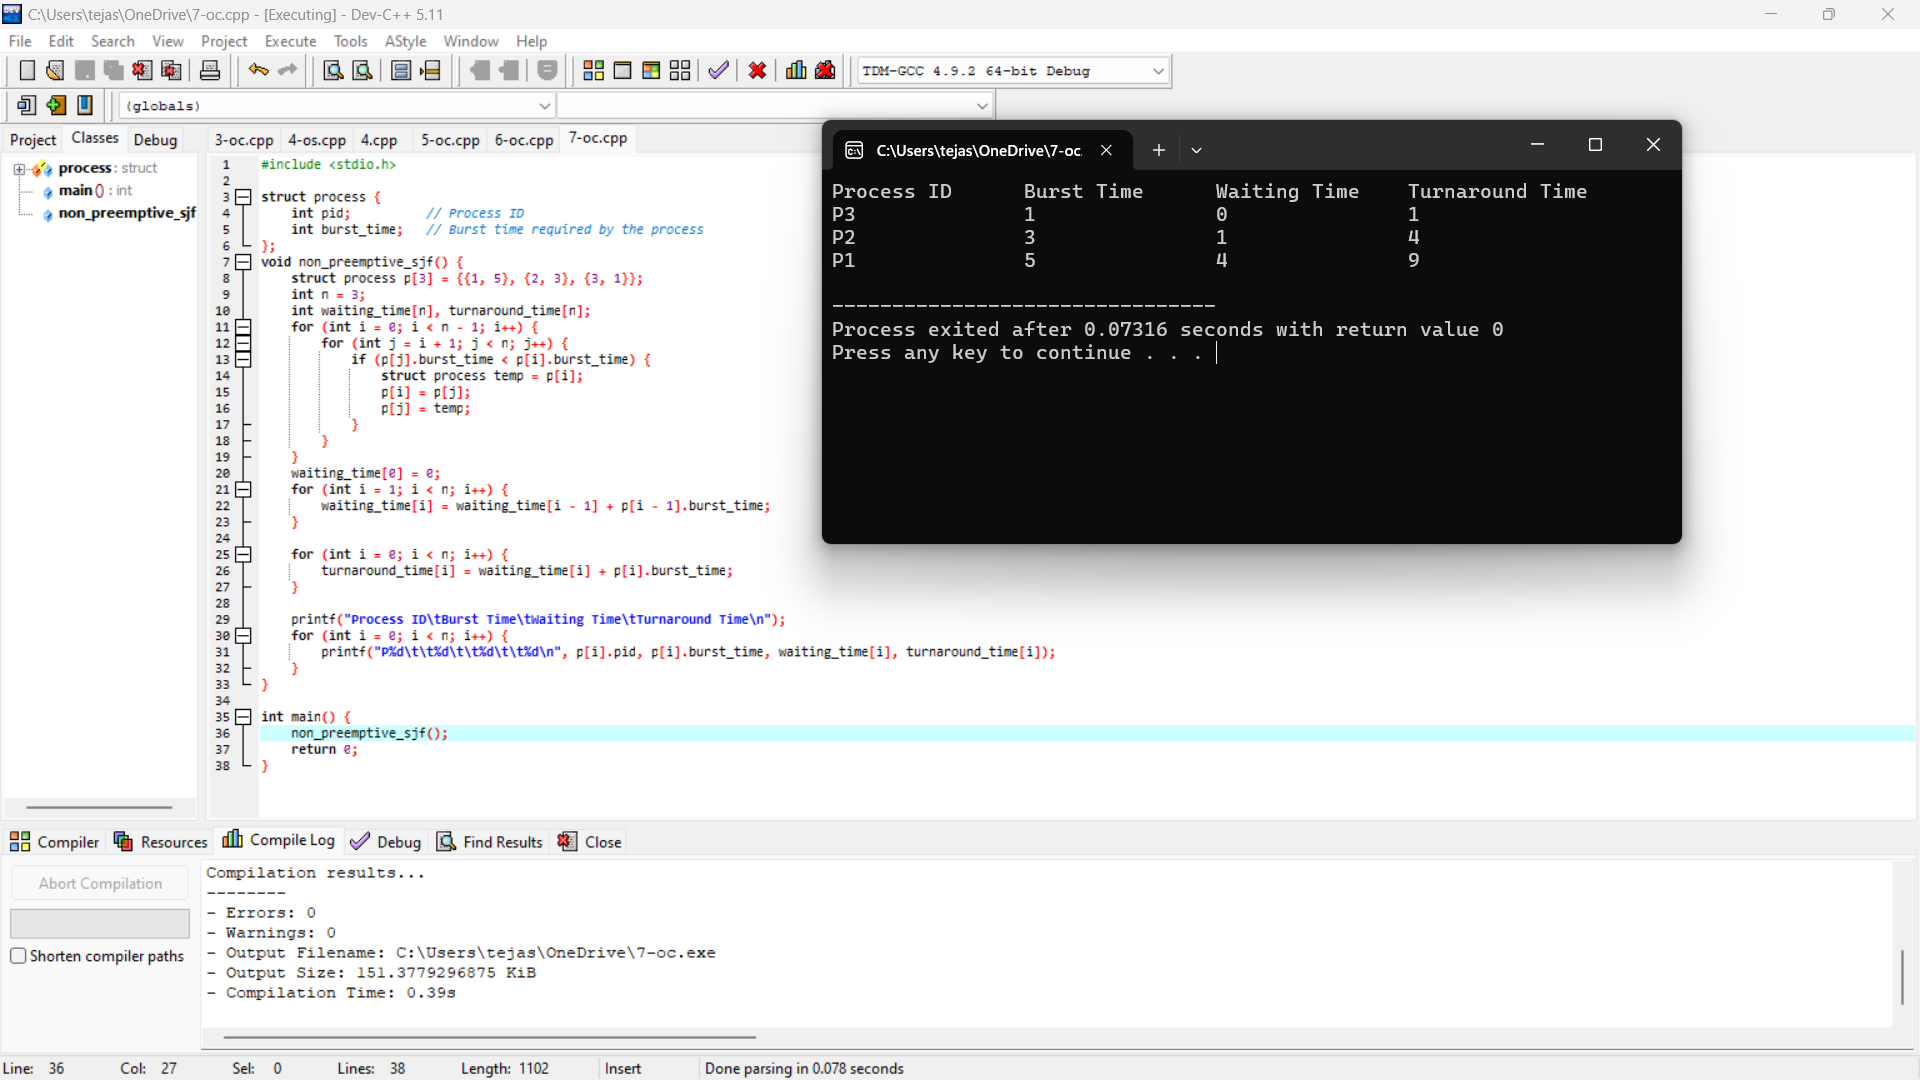 C:\Users\tejas\OneDrive\7-oc.cpp - [Executing] - Dev-C++ 5.11
File Edit Search View Project Execute Tools AStyle Window Help
TDM-GCC 4.9.2 64-bit Debug
(globals)
Project Classes Debug
3-oc.cpp 4-os.cpp 4.cpp 5-oc.cpp 6-oc.cpp 7-oc.cpp
process : struct
main () : int
non_preemptive_sjf
1 #include <stdio.h>
2
3 struct process {
4 int pid; // Process ID
5 int burst_time; // Burst time required by the process
6 };
7 void non_preemptive_sjf() {
8 struct process p[3] = {{1, 5}, {2, 3}, {3, 1}};
9 int n = 3;
10 int waiting_time[n], turnaround_time[n];
11 for (int i = 0; i < n - 1; i++) {
12 for (int j = i + 1; j < n; j++) {
13 if (p[j].burst_time < p[i].burst_time) {
14 struct process temp = p[i];
15 p[i] = p[j];
16 p[j] = temp;
17 }
18 }
19 }
20 waiting_time[0] = 0;
21 for (int i = 1; i < n; i++) {
22 waiting_time[i] = waiting_time[i - 1] + p[i - 1].burst_time;
23 }
24
25 for (int i = 0; i < n; i++) {
26 turnaround_time[i] = waiting_time[i] + p[i].burst_time;
27 }
28
29 printf("Process ID\tBurst Time\tWaiting Time\tTurnaround Time\n");
30 for (int i = 0; i < n; i++) {
31 printf("P%d\t\t%d\t\t%d\t\t%d\n", p[i].pid, p[i].burst_time, waiting_time[i], turnaround_time[i]);
32 }
33 }
34
35 int main() {
36 non_preemptive_sjf();
37 return 0;
38 }
C:\Users\tejas\OneDrive\7-oc.
Process ID Burst Time Waiting Time Turnaround Time
P3 1 0 1
P2 3 1 4
P1 5 4 9
--------------------------------
Process exited after 0.07316 seconds with return value 0
Press any key to continue . . .
Compiler Resources Compile Log Debug Find Results Close
Abort Compilation
Shorten compiler paths
Compilation results...
--------
- Errors: 0
- Warnings: 0
- Output Filename: C:\Users\tejas\OneDrive\7-oc.exe
- Output Size: 151.3779296875 KiB
- Compilation Time: 0.39s
Line: 36 Col: 27 Sel: 0 Lines: 38 Length: 1102 Insert Done parsing in 0.078 seconds